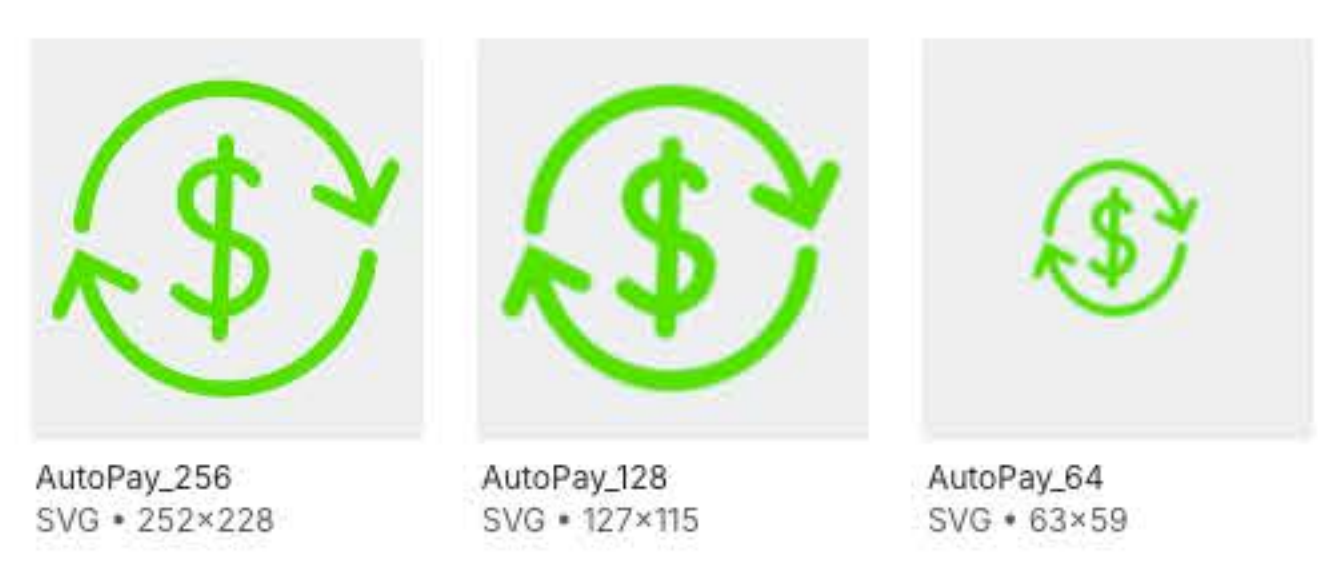 AutoPay_256
SVG • 252×228
AutoPay_128
SVG • 127×115
AutoPay_64
SVG • 63×59